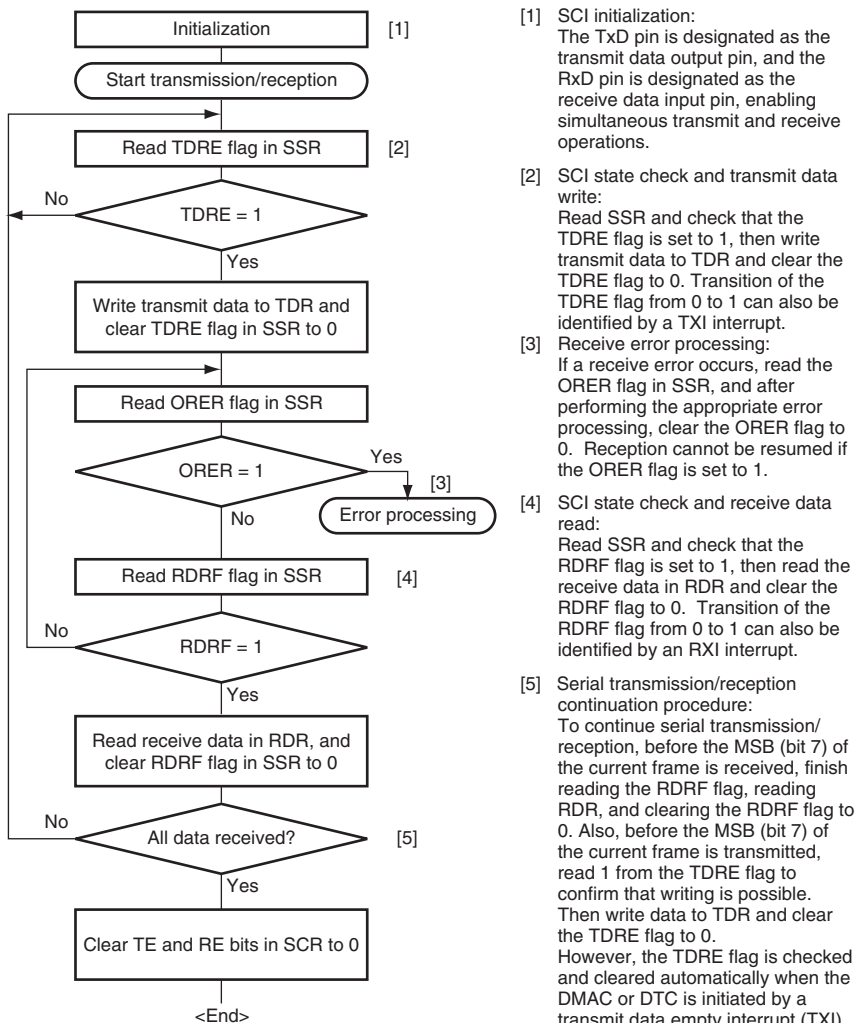 Initialization
[1]
Start transmission/reception
Read TDRE flag in SSR
[2]
No
TDRE = 1
Yes
Write transmit data to TDR and
clear TDRE flag in SSR to 0
Read ORER flag in SSR
ORER = 1
Yes
[3]
No
Error processing
Read RDRF flag in SSR
[4]
No
RDRF = 1
Yes
Read receive data in RDR, and
clear RDRF flag in SSR to 0
No
All data received?
[5]
Yes
Clear TE and RE bits in SCR to 0
<End>
[1] SCI initialization:
The TxD pin is designated as the
transmit data output pin, and the
RxD pin is designated as the
receive data input pin, enabling
simultaneous transmit and receive
operations.
[2] SCI state check and transmit data
write:
Read SSR and check that the
TDRE flag is set to 1, then write
transmit data to TDR and clear the
TDRE flag to 0. Transition of the
TDRE flag from 0 to 1 can also be
identified by a TXI interrupt.
[3] Receive error processing:
If a receive error occurs, read the
ORER flag in SSR, and after
performing the appropriate error
processing, clear the ORER flag to
0. Reception cannot be resumed if
the ORER flag is set to 1.
[4] SCI state check and receive data
read:
Read SSR and check that the
RDRF flag is set to 1, then read the
receive data in RDR and clear the
RDRF flag to 0. Transition of the
RDRF flag from 0 to 1 can also be
identified by an RXI interrupt.
[5] Serial transmission/reception
continuation procedure:
To continue serial transmission/
reception, before the MSB (bit 7) of
the current frame is received, finish
reading the RDRF flag, reading
RDR, and clearing the RDRF flag to
0. Also, before the MSB (bit 7) of
the current frame is transmitted,
read 1 from the TDRE flag to
confirm that writing is possible.
Then write data to TDR and clear
the TDRE flag to 0.
However, the TDRE flag is checked
and cleared automatically when the
DMAC or DTC is initiated by a
transmit data empty interrupt (TXI)